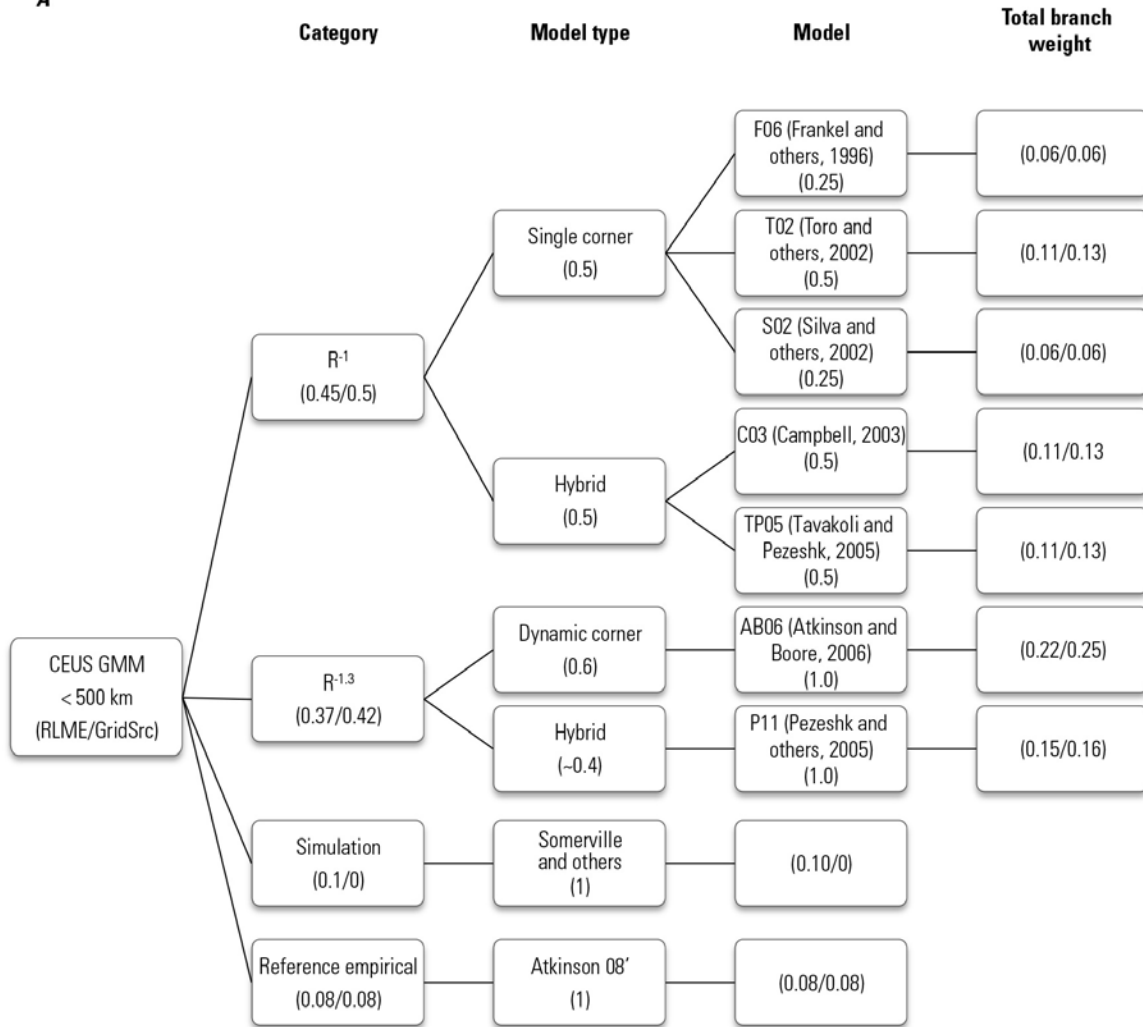 A
Category
Model type
Model
Total branch
weight
F06 (Frankel and
others, 1996)
(0.25)
(0.06/0.06)
Single corner
(0.5)
T02 (Toro and
others, 2002)
(0.5)
(0.11/0.13)
S02 (Silva and
others, 2002)
(0.25)
(0.06/0.06)
R-1
(0.45/0.5)
C03 (Campbell, 2003)
(0.5)
(0.11/0.13
Hybrid
(0.5)
TP05 (Tavakoli and
Pezeshk, 2005)
(0.5)
(0.11/0.13)
CEUS GMM
< 500 km
(RLME/GridSrc)
R-1.3
(0.37/0.42)
Dynamic corner
(0.6)
AB06 (Atkinson and
Boore, 2006)
(1.0)
(0.22/0.25)
Hybrid
(~0.4)
P11 (Pezeshk and
others, 2005)
(1.0)
(0.15/0.16)
Simulation
(0.1/0)
Somerville
and others
(1)
(0.10/0)
Reference empirical
(0.08/0.08)
Atkinson 08′
(1)
(0.08/0.08)